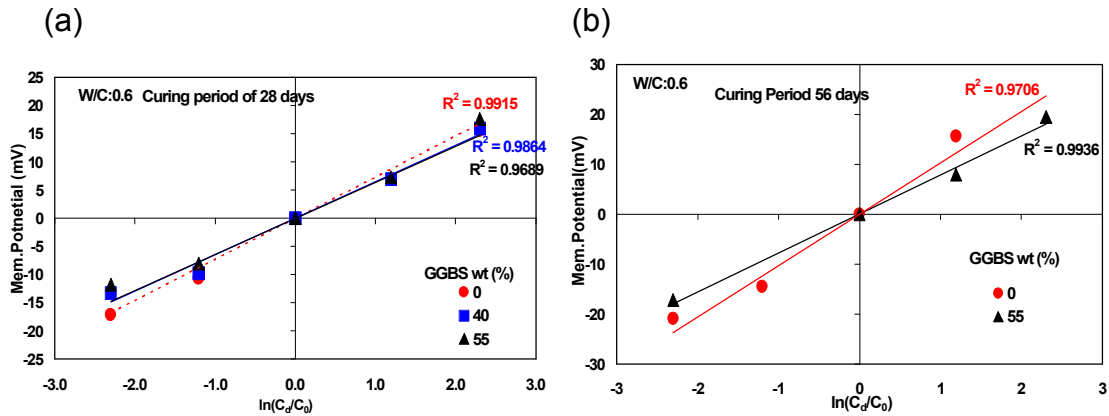 (a)
25
20
15
10
5
0
-5
-10
-15
-20
-25
Mem.Potnetial (mV)
W/C:0.6 Curing period of 28 days
R² = 0.9915
R² = 0.9864
R² = 0.9689
GGBS wt (%)
0
40
55
-3.0 -2.0 -1.0 0.0 1.0 2.0 3.0
ln(Cd/C0)
(b)
30
20
10
0
-10
-20
-30
Mem.Potential(mV)
W/C:0.6
Curing Period 56 days
R² = 0.9706
R² = 0.9936
GGBS wt (%)
0
55
-3 -2 -1 0 1 2 3
ln(Cd/C0)